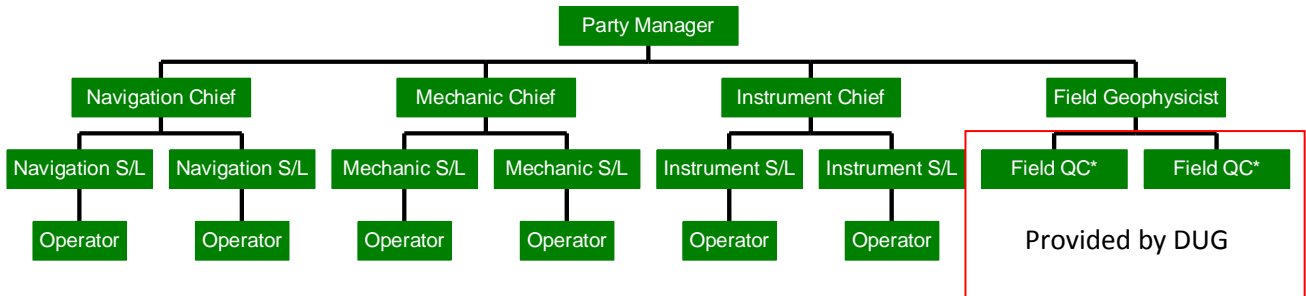 Party Manager
Navigation Chief
Mechanic Chief
Instrument Chief
Field Geophysicist
Navigation S/L
Navigation S/L
Mechanic S/L
Mechanic S/L
Instrument S/L
Instrument S/L
Field QC*
Field QC*
Operator
Operator
Operator
Operator
Operator
Operator
Provided by DUG